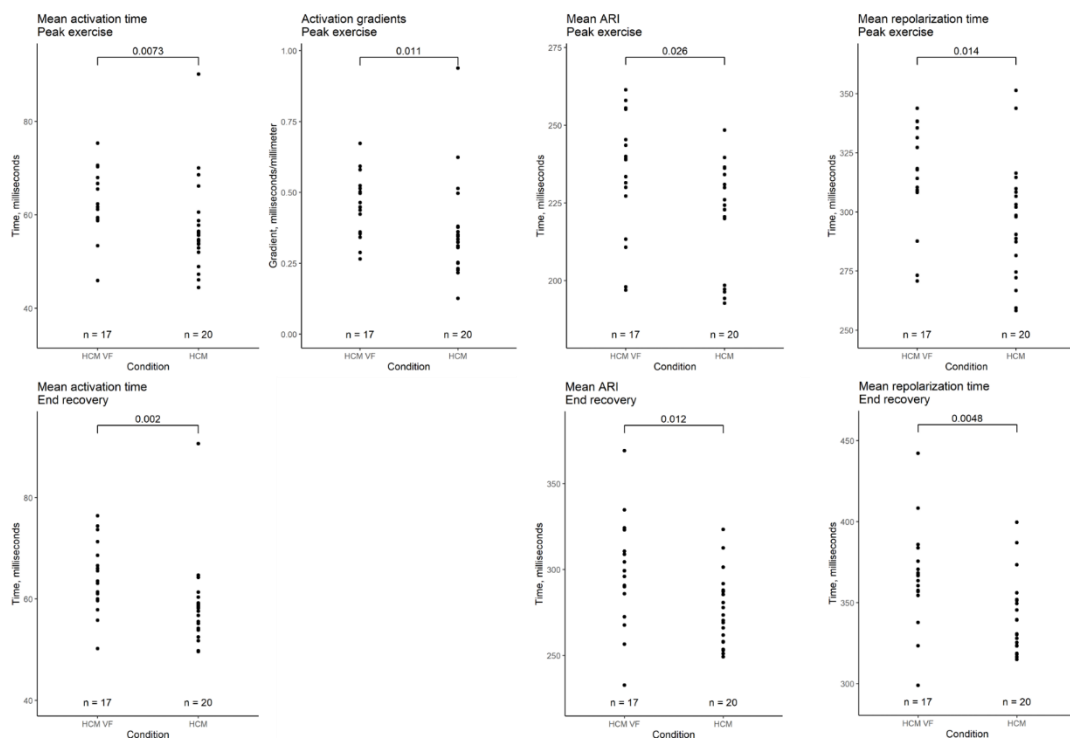 Mean activation time
Peak exercise
0.0073
80
60
40
Time, milliseconds
n = 17
n = 20
HCM VF
HCM
Condition
Activation gradients
Peak exercise
0.011
1.00
0.75
0.50
0.25
0.00
Gradient, milliseconds/millimeter
n = 17
n = 20
HCM VF
HCM
Condition
Mean ARI
Peak exercise
0.026
275
250
225
200
Time, milliseconds
n = 17
n = 20
HCM VF
HCM
Condition
Mean repolarization time
Peak exercise
0.014
350
325
300
275
250
Time, milliseconds
n = 17
n = 20
HCM VF
HCM
Condition
Mean activation time
End recovery
0.002
80
60
40
Time, milliseconds
n = 17
n = 20
HCM VF
HCM
Condition
Mean ARI
End recovery
0.012
350
300
250
Time, milliseconds
n = 17
n = 20
HCM VF
HCM
Condition
Mean repolarization time
End recovery
0.0048
450
400
350
300
Time, milliseconds
n = 17
n = 20
HCM VF
HCM
Condition